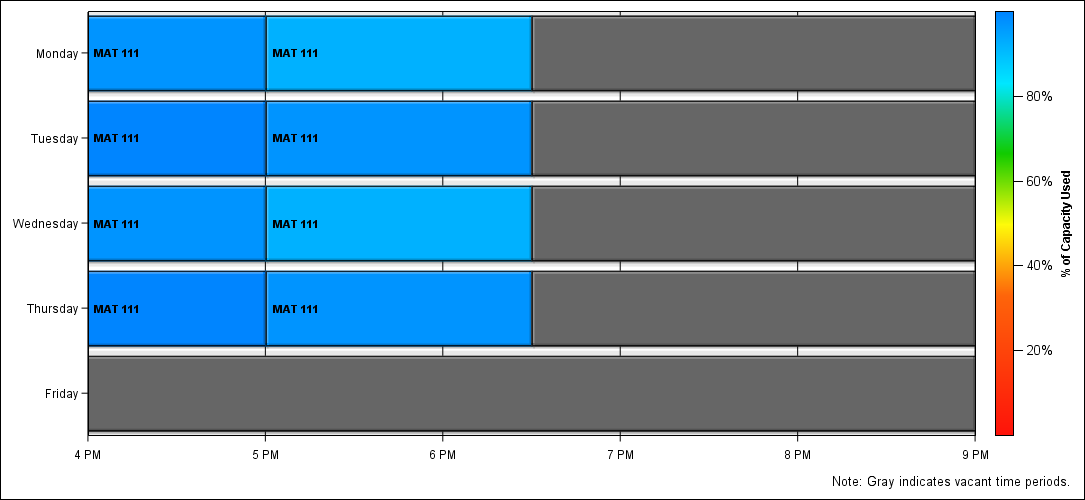 Monday MAT 111 MAT 111
80%
Tuesday MAT 111 MAT 111
60%
Wednesday MAT 111 MAT 111
% of Capacity Used
40%
Thursday MAT 111 MAT 111
20%
Friday
4 PM 5 PM 6 PM 7 PM 8 PM 9 PM
Note: Gray indicates vacant time periods.